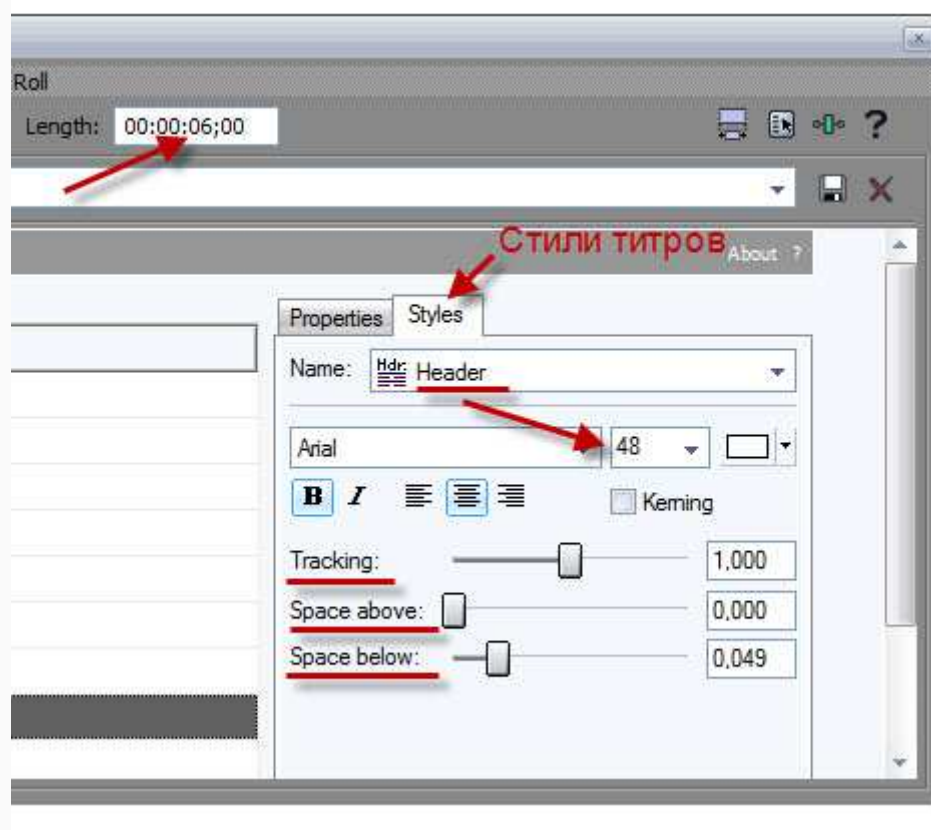 Roll
Length: 00:00:06;00 ?
Стили титров About ?
Properties Styles
Name: Hdr: Header
Arial 48
B I Kerning
Tracking: 1,000
Space above: 0,000
Space below: 0,049